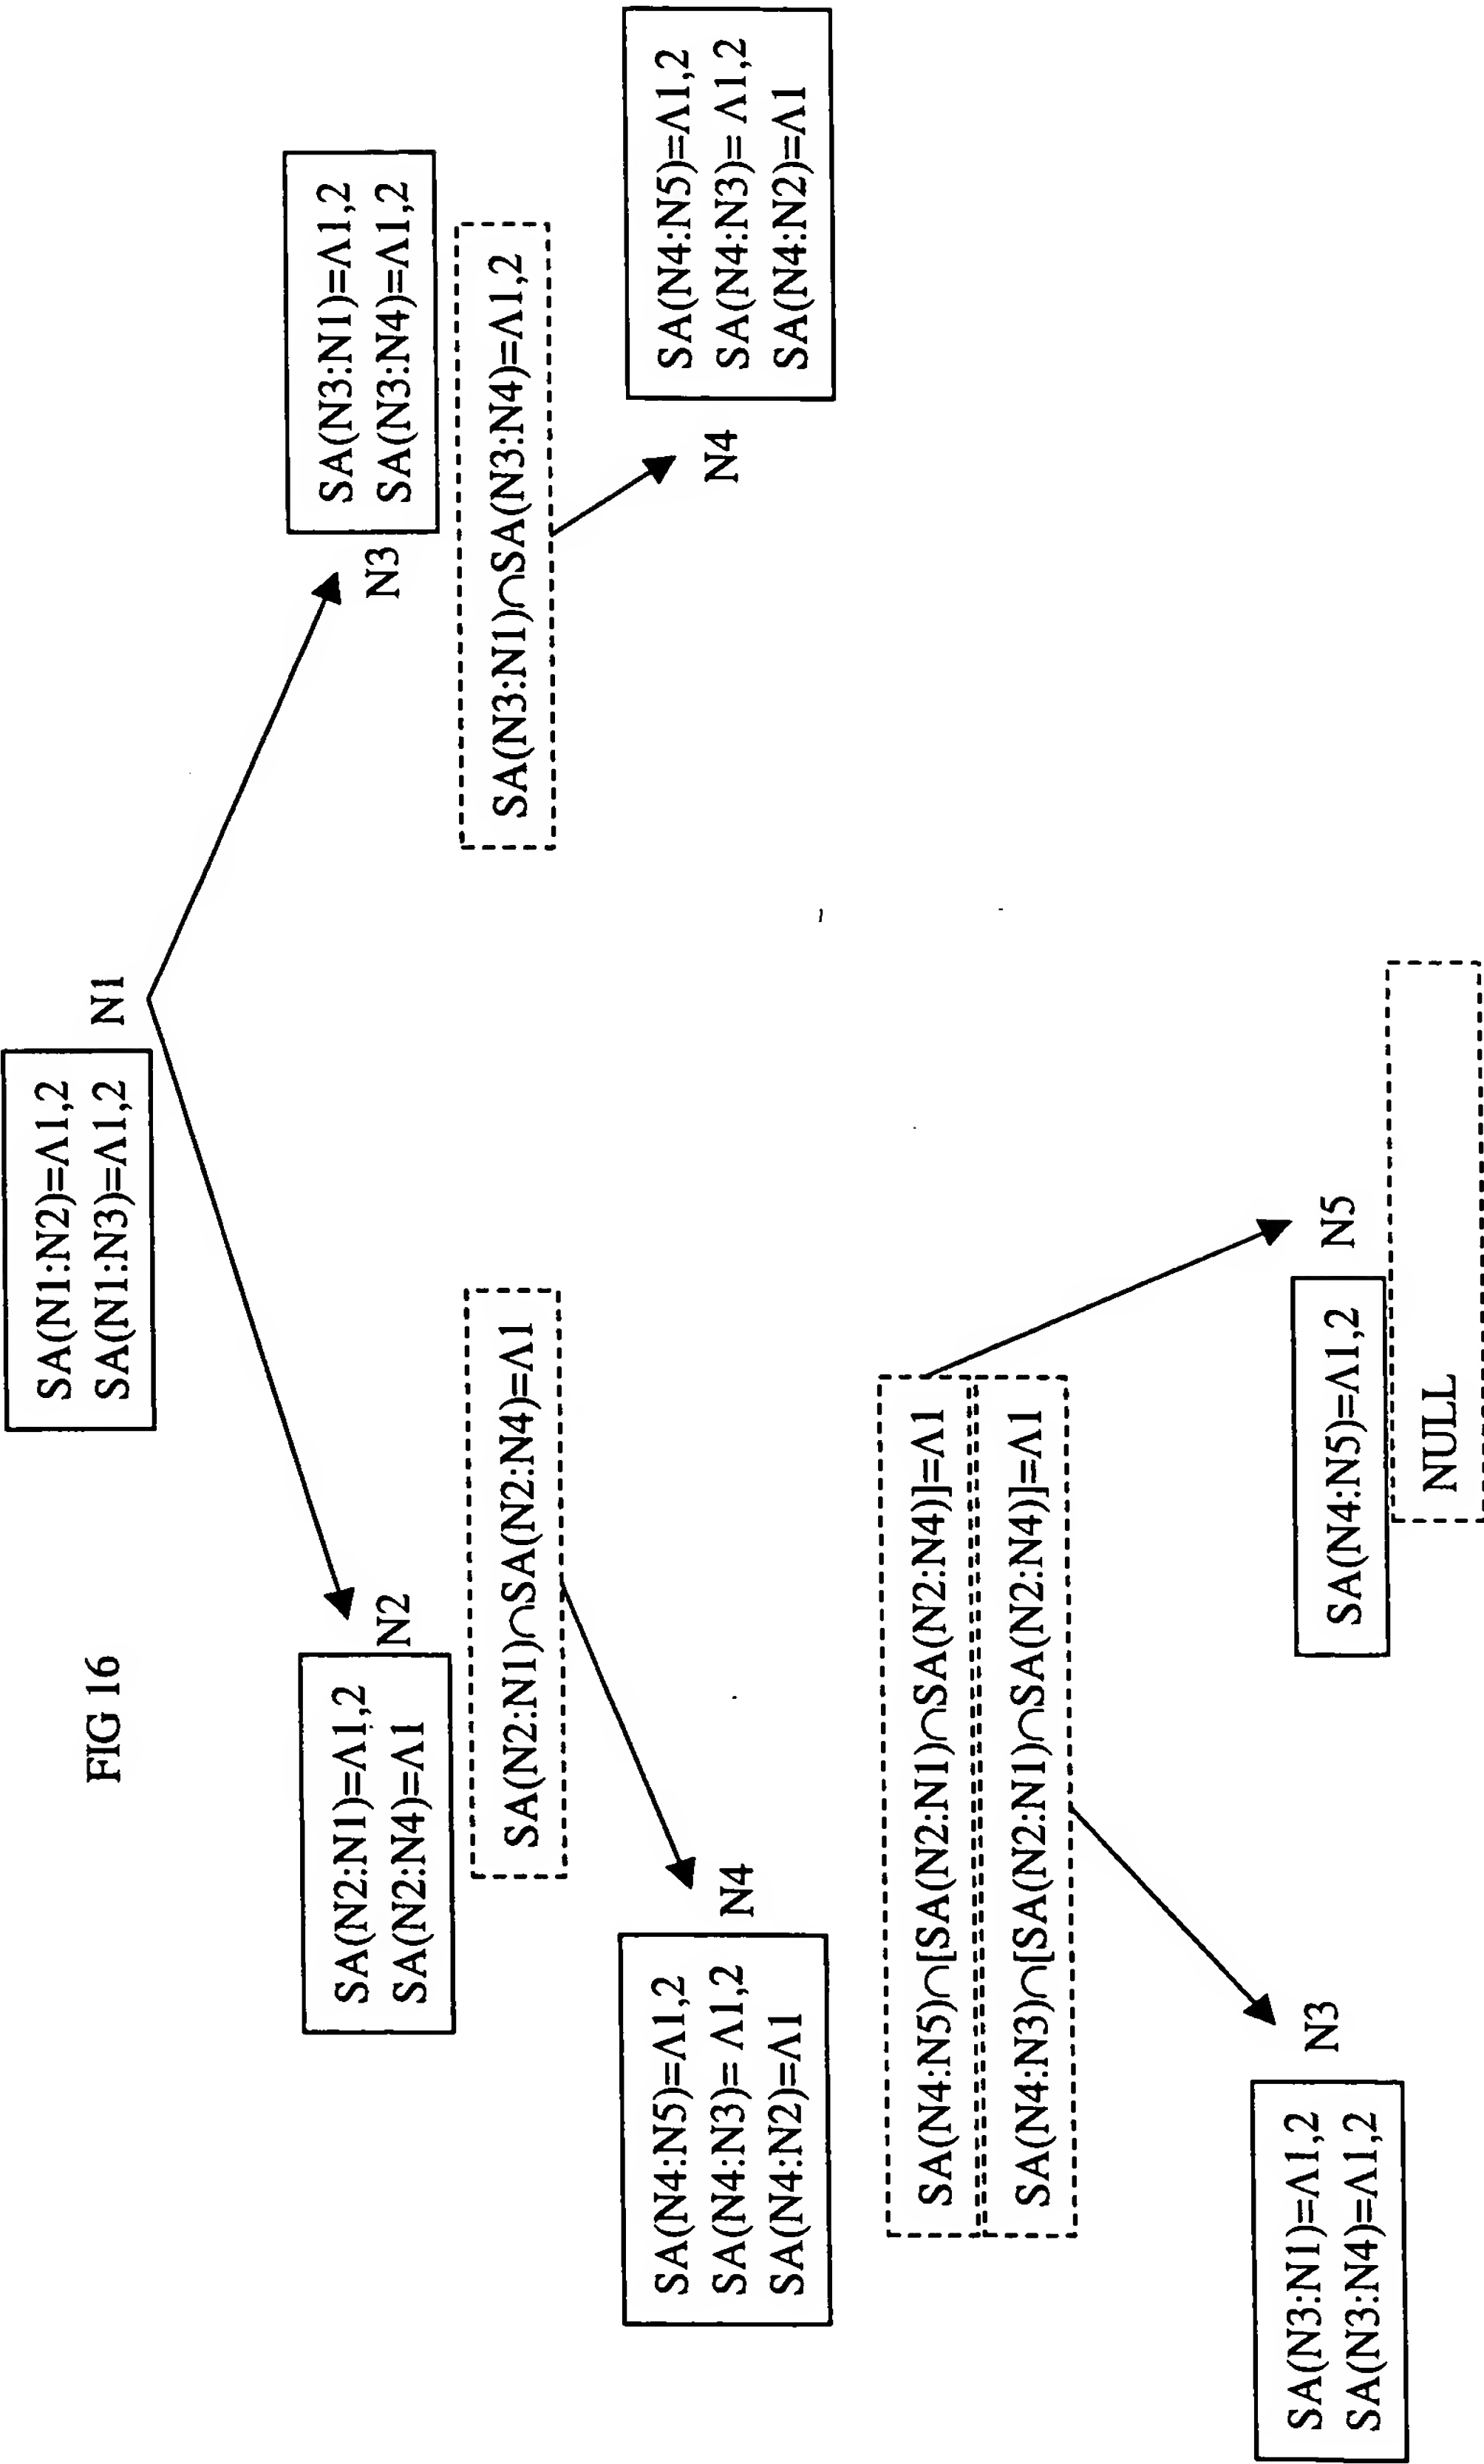 FIG 16
SA(N1:N2)=Λ1,2
SA(N1:N3)=Λ1,2
N1
SA(N2:N1)=Λ1,2
SA(N2:N4)=Λ1
N2
N3
SA(N3:N1)=Λ1,2
SA(N3:N4)=Λ1,2
SA(N2:N1)∩SA(N2:N4)=Λ1
SA(N3:N1)∩SA(N3:N4)=Λ1,2
SA(N4:N5)=Λ1,2
SA(N4:N3)= Λ1,2
SA(N4:N2)=Λ1
N4
N4
SA(N4:N5)=Λ1,2
SA(N4:N3)= Λ1,2
SA(N4:N2)=Λ1
SA(N4:N5)∩[SA(N2:N1)∩SA(N2:N4)]=Λ1
SA(N4:N3)∩[SA(N2:N1)∩SA(N2:N4)]=Λ1
SA(N3:N1)=Λ1,2
SA(N3:N4)=Λ1,2
N3
SA(N4:N5)=Λ1,2
N5
NULL